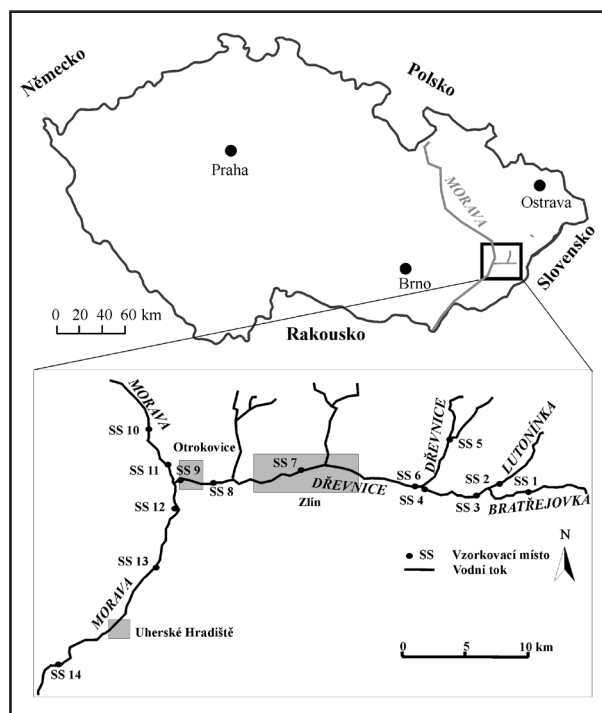 Německo
Polsko
Praha
MORAVA
Ostrava
Brno
Slovensko
0 20 40 60 km
Rakousko
MORAVA
SS 10
Otrokovice
SS 11
SS 9
SS 8
SS 7
Zlín
DŘEVNICE
DŘEVNICE
SS 5
LUTONÍNKA
SS 6
SS 4
SS 2
SS 3
SS 1
BRATŘEJOVKA
SS 12
SS 13
MORAVA
Uherské Hradiště
SS 14
SS Vzorkovací místo
Vodní tok
N
0 5 10 km